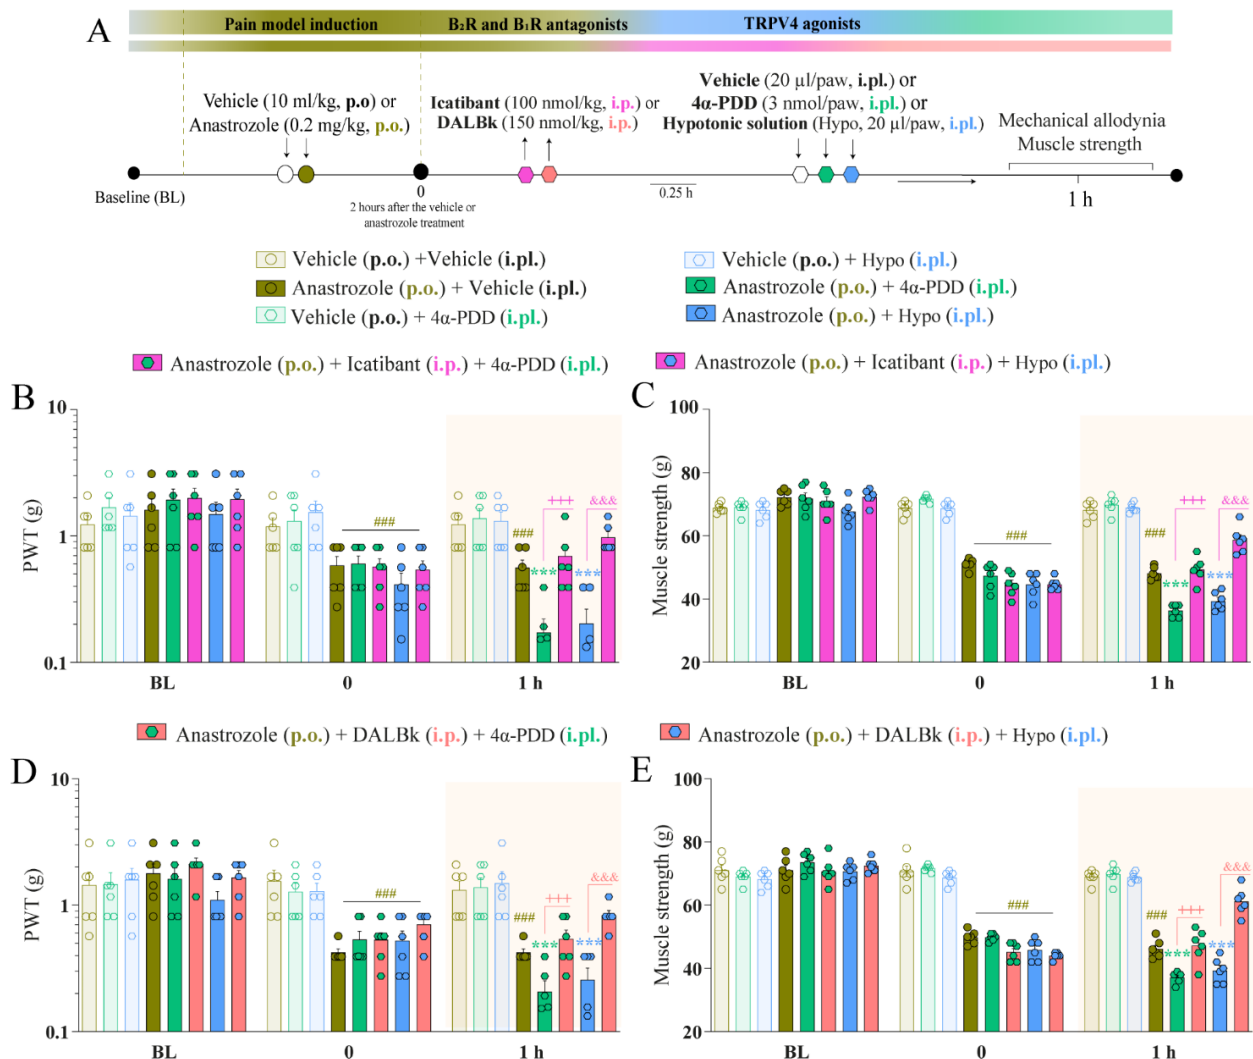 A
Pain model induction
B₂R and B₁R antagonists
TRPV4 agonists
Vehicle (10 ml/kg, p.o) or
Anastrozole (0.2 mg/kg, p.o.)
Icatibant (100 nmol/kg, i.p.) or
DALBk (150 nmol/kg, i.p.)
Vehicle (20 µl/paw, i.pl.) or
4α-PDD (3 nmol/paw, i.pl.) or
Hypotonic solution (Hypo, 20 µl/paw, i.pl.)
Mechanical allodynia
Muscle strength
Baseline (BL)
0
2 hours after the vehicle or
anastrozole treatment
0.25 h
1 h
Vehicle (p.o.) +Vehicle (i.pl.)
Anastrozole (p.o.) + Vehicle (i.pl.)
Vehicle (p.o.) + 4α-PDD (i.pl.)
Vehicle (p.o.) + Hypo (i.pl.)
Anastrozole (p.o.) + 4α-PDD (i.pl.)
Anastrozole (p.o.) + Hypo (i.pl.)
Anastrozole (p.o.) + Icatibant (i.p.) + 4α-PDD (i.pl.)
Anastrozole (p.o.) + Icatibant (i.p.) + Hypo (i.pl.)
B
PWT (g)
10
1
0.1
###
###
***
+++
***
&&&
BL
0
1 h
C
Muscle strength (g)
100
80
60
40
20
###
###
***
+++
***
&&&
BL
0
1 h
Anastrozole (p.o.) + DALBk (i.p.) + 4α-PDD (i.pl.)
Anastrozole (p.o.) + DALBk (i.p.) + Hypo (i.pl.)
D
PWT (g)
10
1
0.1
###
###
***
+++
***
&&&
BL
0
1 h
E
Muscle strength (g)
100
80
60
40
20
###
###
***
+++
***
&&&
BL
0
1 h